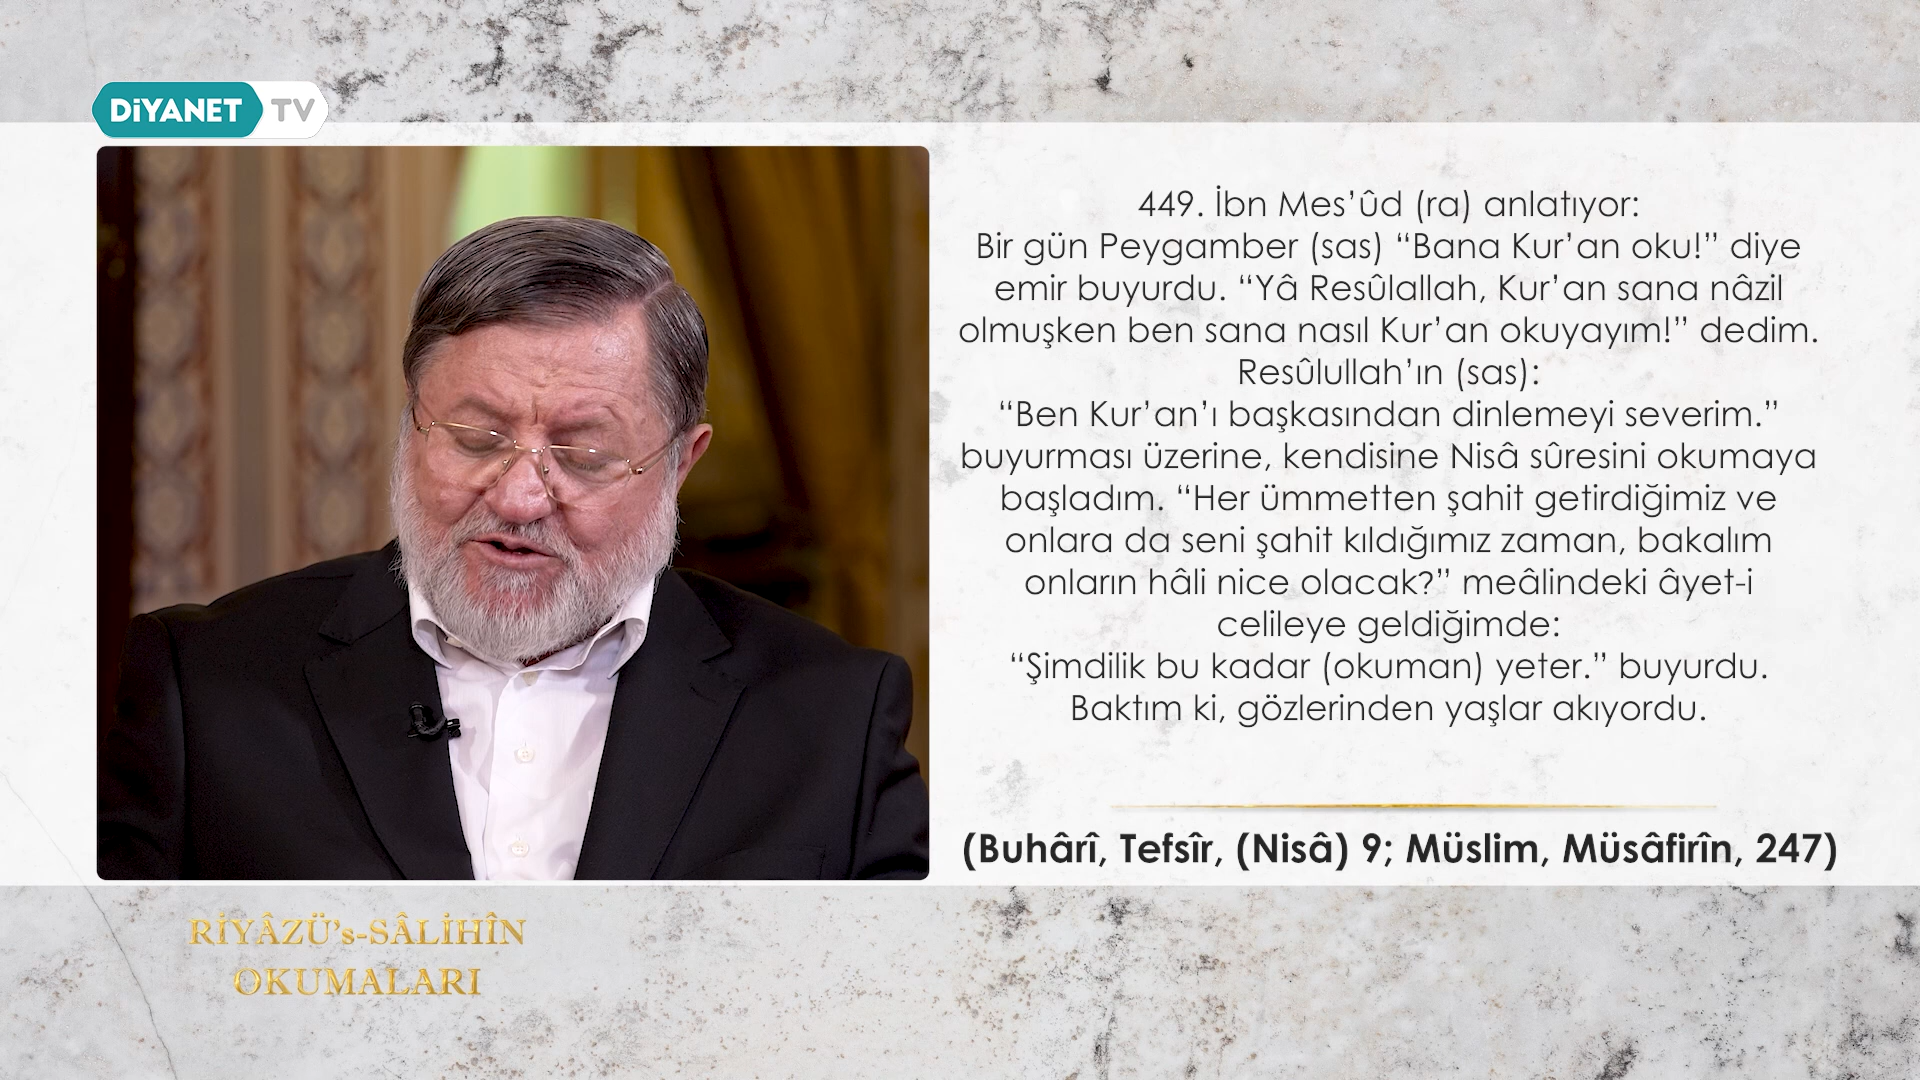 DİYANET TV
449. İbn Mes’ûd (ra) anlatıyor:
Bir gün Peygamber (sas) “Bana Kur’an oku!” diye
emir buyurdu. “Yâ Resûlallah, Kur’an sana nâzil
olmuşken ben sana nasıl Kur’an okuyayım!” dedim.
Resûlullah’ın (sas):
“Ben Kur’an’ı başkasından dinlemeyi severim.”
buyurması üzerine, kendisine Nisâ sûresini okumaya
başladım. “Her ümmetten şahit getirdiğimiz ve
onlara da seni şahit kıldığımız zaman, bakalım
onların hâli nice olacak?” meâlindeki âyet-i
celileye geldiğimde:
“Şimdilik bu kadar (okuman) yeter.” buyurdu.
Baktım ki, gözlerinden yaşlar akıyordu.
(Buhârî, Tefsîr, (Nisâ) 9; Müslim, Müsâfirîn, 247)
RİYÂZÜ’s-SÂLİHÎN
OKUMALARI